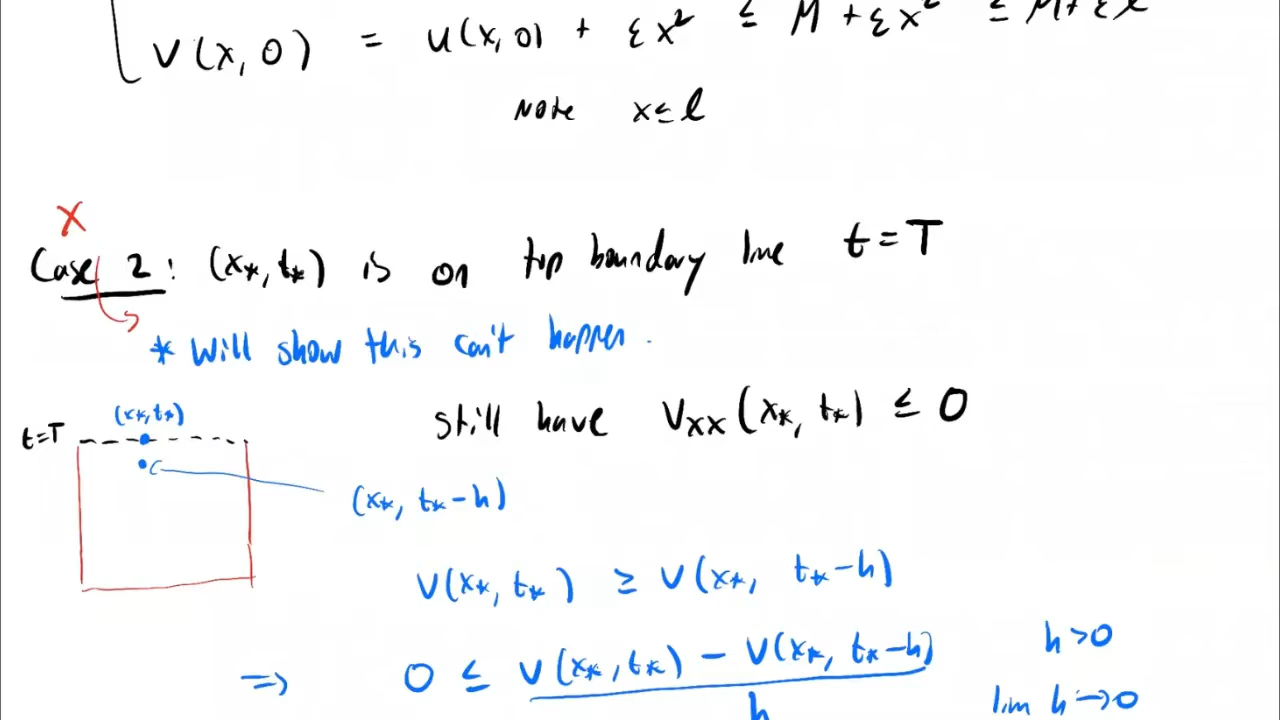 V(x, 0) = u(x, 0) + εx² ≤ M + εx² ≤ M + εl²
Note x ≤ l
X
Case 2: (x*, t*) is on top boundary line t = T
* Will show this can't happen.
(x*, t*)
t=T
still have Vxx(x*, t*) ≤ 0
(x*, t* - h)
V(x*, t*) ≥ V(x*, t* - h)
h > 0
⇒ 0 ≤ V(x*, t*) - V(x*, t* - h)
h
lim h → 0